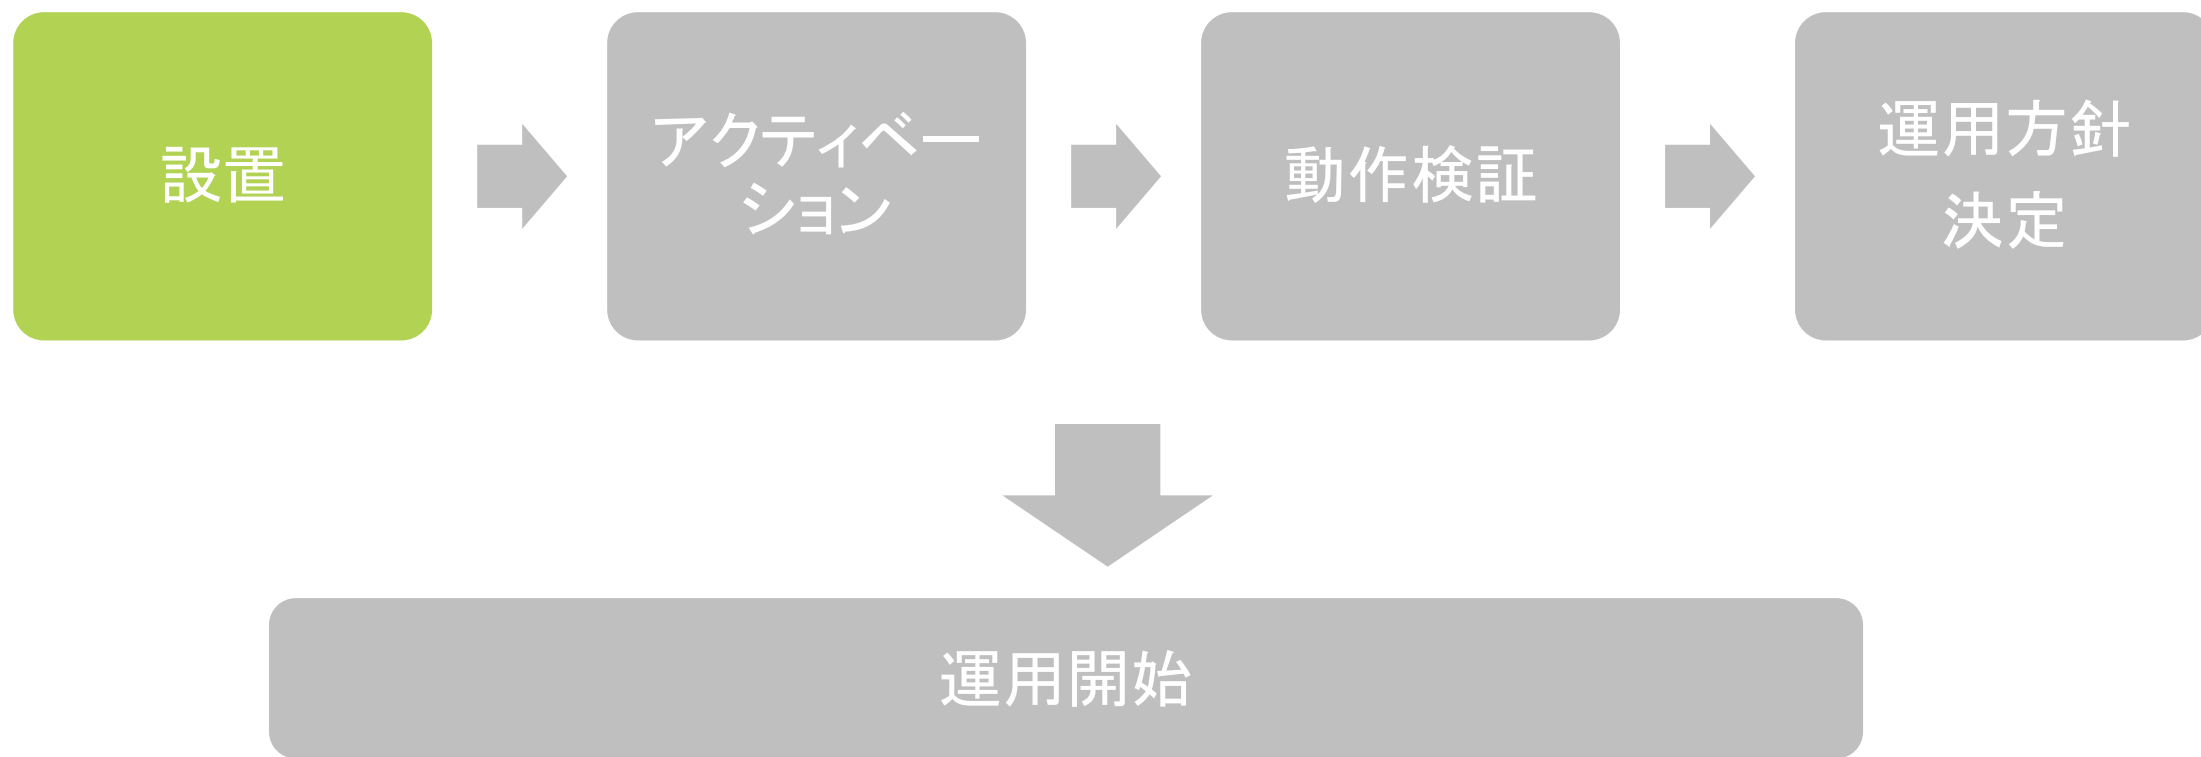 設置
アクティベー
ション
動作検証
運用方針
決定
運用開始